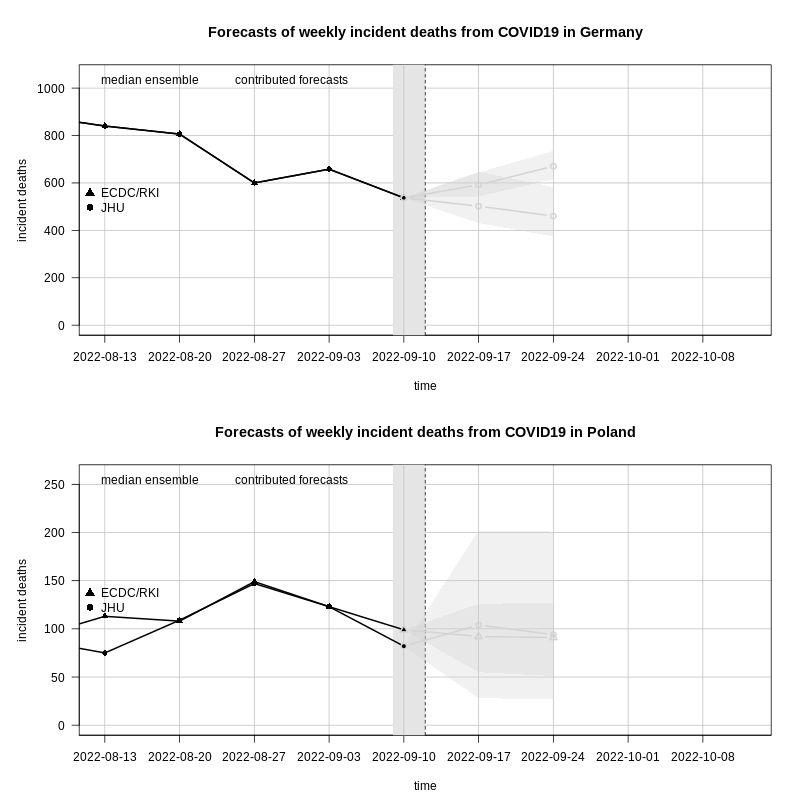 Forecasts of weekly incident deaths from COVID19 in Germany
median ensemble contributed forecasts
1000
800
600
400
200
0
incident deaths
ECDC/RKI
JHU
2022-08-13 2022-08-20 2022-08-27 2022-09-03 2022-09-10 2022-09-17 2022-09-24 2022-10-01 2022-10-08
time
Forecasts of weekly incident deaths from COVID19 in Poland
median ensemble contributed forecasts
250
200
150
100
50
0
incident deaths
ECDC/RKI
JHU
2022-08-13 2022-08-20 2022-08-27 2022-09-03 2022-09-10 2022-09-17 2022-09-24 2022-10-01 2022-10-08
time